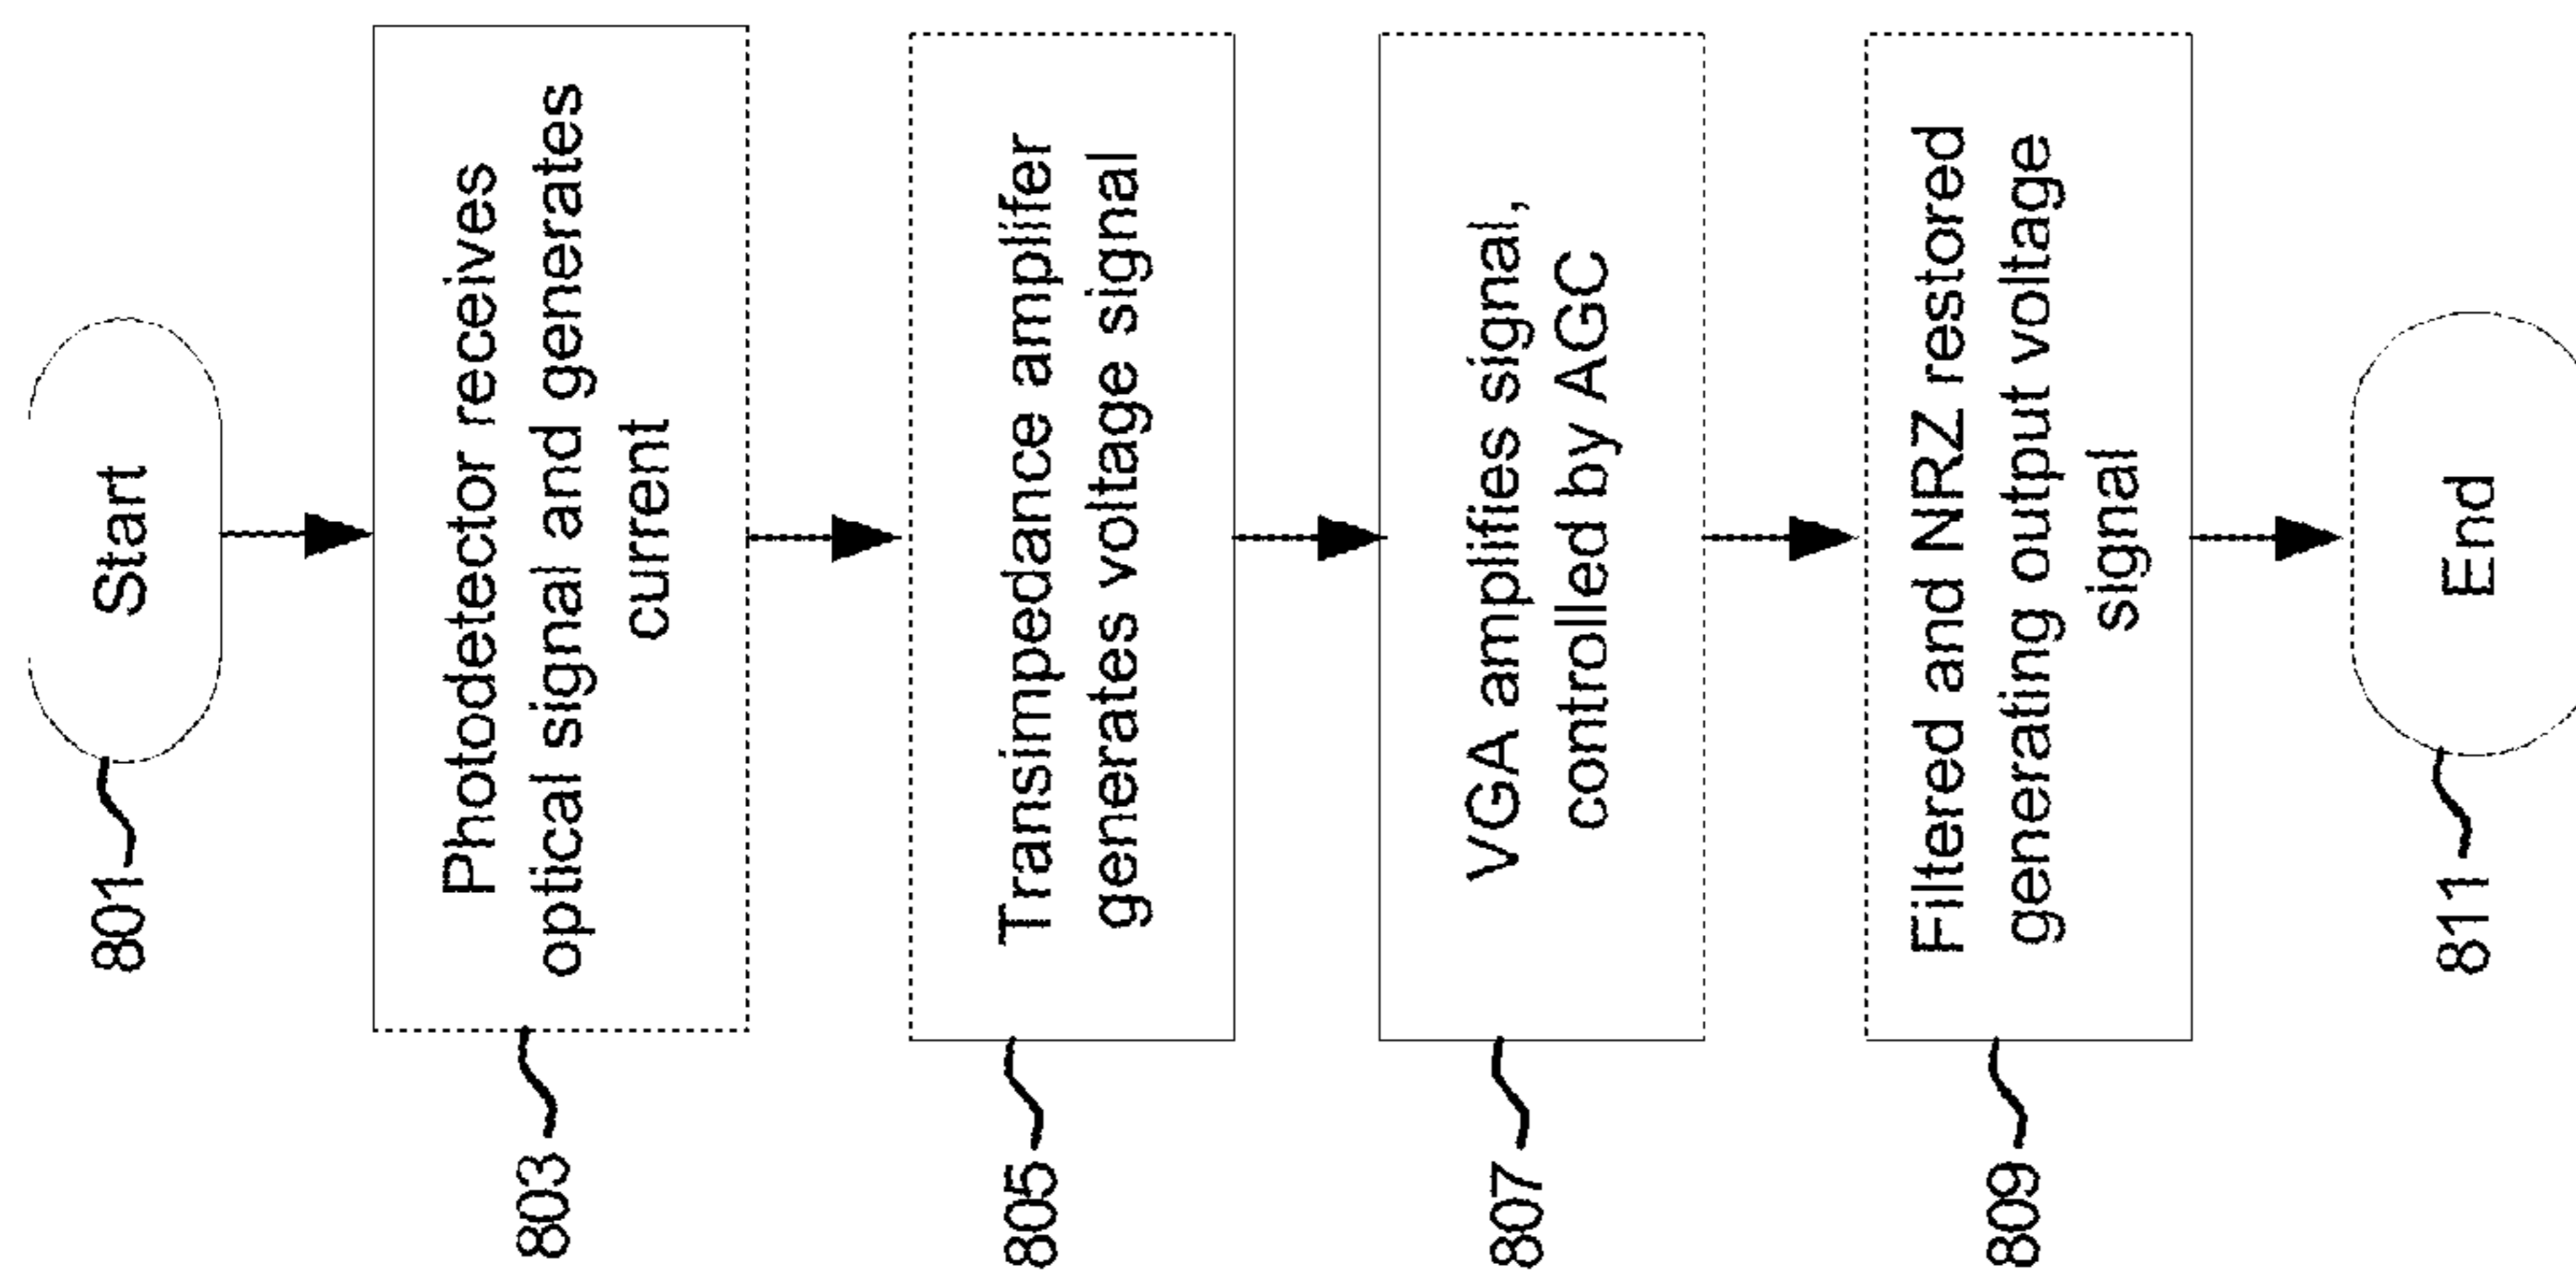 801
Start
803
Photodetector receives
optical signal and generates
current
805
Transimpedance amplifer
generates voltage signal
807
VGA amplifies signal,
controlled by AGC
809
Filtered and NRZ restored
generating output voltage
signal
811
End